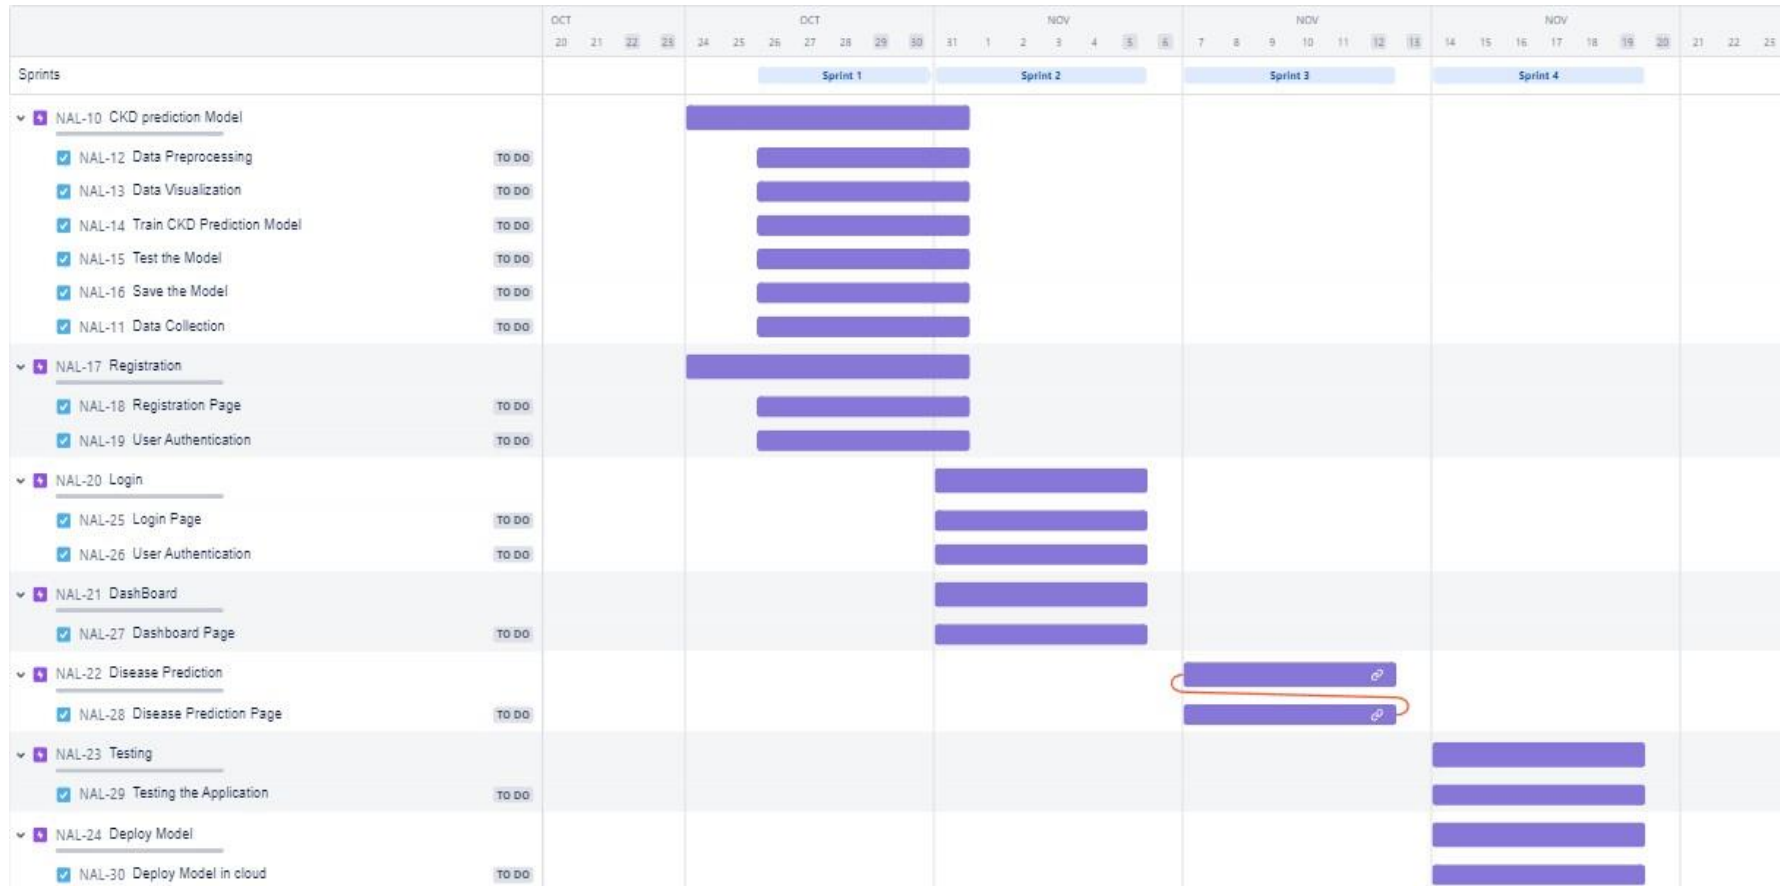 OCT OCT NOV NOV NOV
20 21 22 23 24 25 26 27 28 29 30 31 1 2 3 4 5 6 7 8 9 10 11 12 13 14 15 16 17 18 19 20 21 22 23
Sprints Sprint 1 Sprint 2 Sprint 3 Sprint 4
NAL-10 CKD prediction Model
NAL-12 Data Preprocessing TO DO
NAL-13 Data Visualization TO DO
NAL-14 Train CKD Prediction Model TO DO
NAL-15 Test the Model TO DO
NAL-16 Save the Model TO DO
NAL-11 Data Collection TO DO
NAL-17 Registration
NAL-18 Registration Page TO DO
NAL-19 User Authentication TO DO
NAL-20 Login
NAL-25 Login Page TO DO
NAL-26 User Authentication TO DO
NAL-21 DashBoard
NAL-27 Dashboard Page TO DO
NAL-22 Disease Prediction
NAL-28 Disease Prediction Page TO DO
NAL-23 Testing
NAL-29 Testing the Application TO DO
NAL-24 Deploy Model
NAL-30 Deploy Model in cloud TO DO